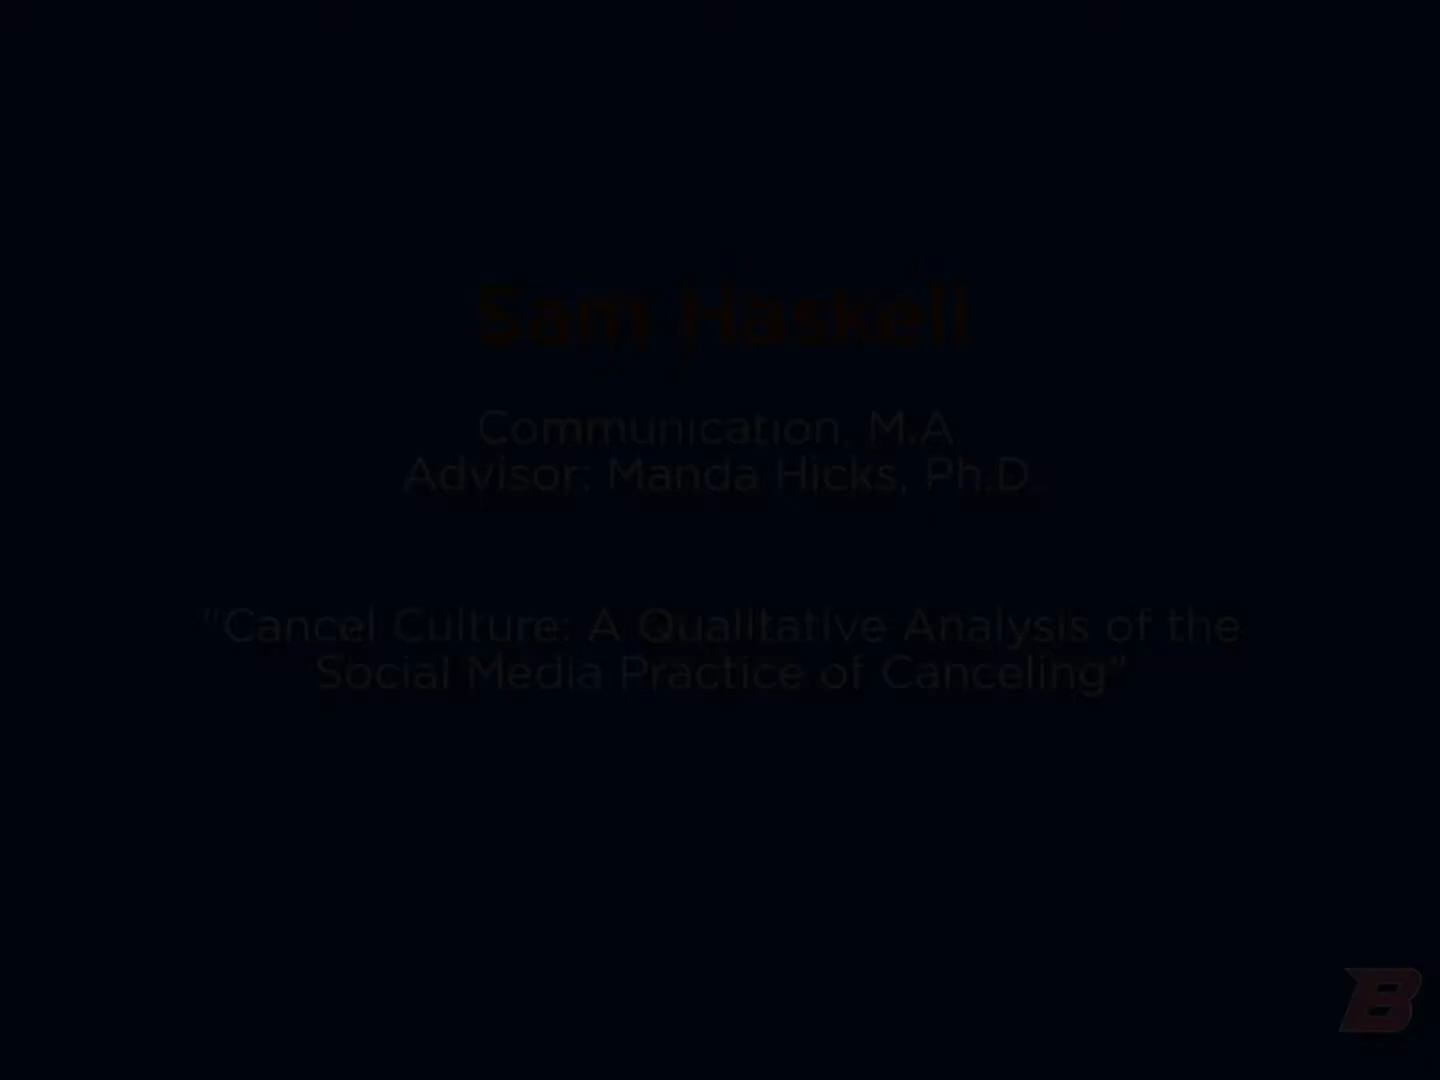 Sam Haskell
Communication, M.A
Advisor: Manda Hicks, Ph.D.
"Cancel Culture: A Qualitative Analysis of the
Social Media Practice of Canceling"
B